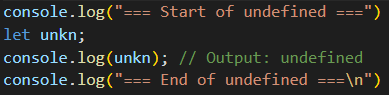 console.log("=== Start of undefined ===")
let unkn;
console.log(unkn); // Output: undefined
console.log("=== End of undefined ===\n")